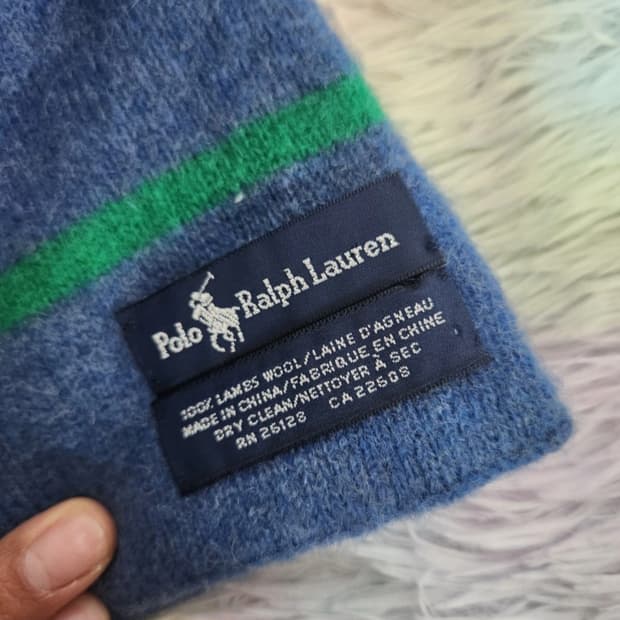 Polo Ralph Lauren
100% LAMBS WOOL/LAINE D'AGNEAU
MADE IN CHINA/FABRIQUE EN CHINE
DRY CLEAN/NETTOYER À SEC
RN 26128 CA 22508